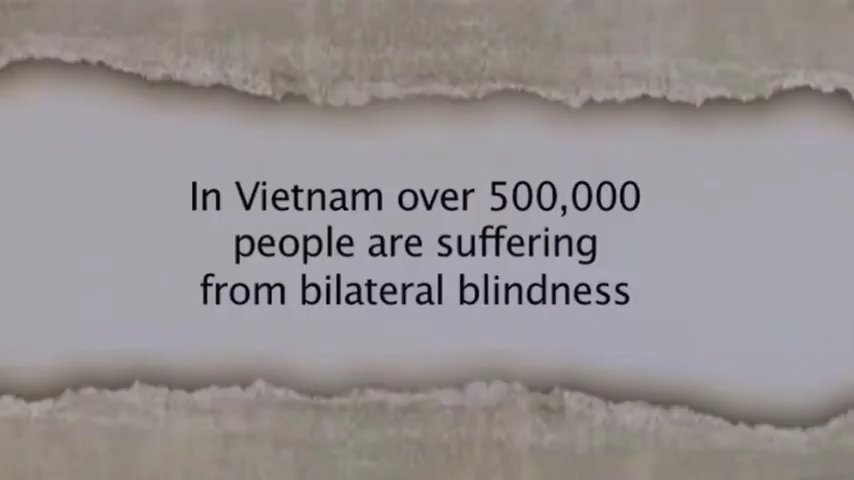 In Vietnam over 500,000
people are suffering
from bilateral blindness